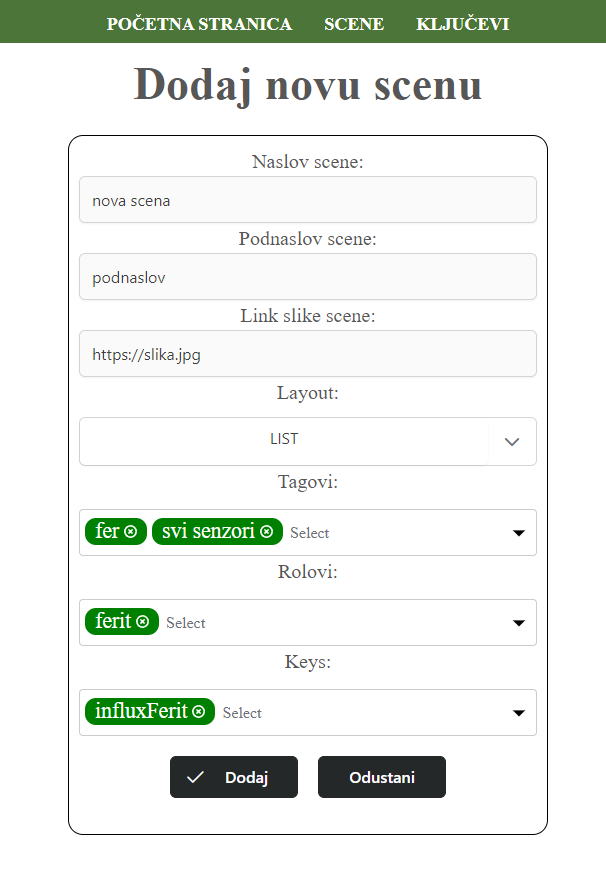 POČETNA STRANICA SCENE KLJUČEVI
Dodaj novu scenu
Naslov scene:
nova scena
Podnaslov scene:
podnaslov
Link slike scene:
https://slika.jpg
Layout:
LIST
Tagovi:
fer svi senzori Select
Rolovi:
ferit Select
Keys:
influxFerit Select
Dodaj Odustani